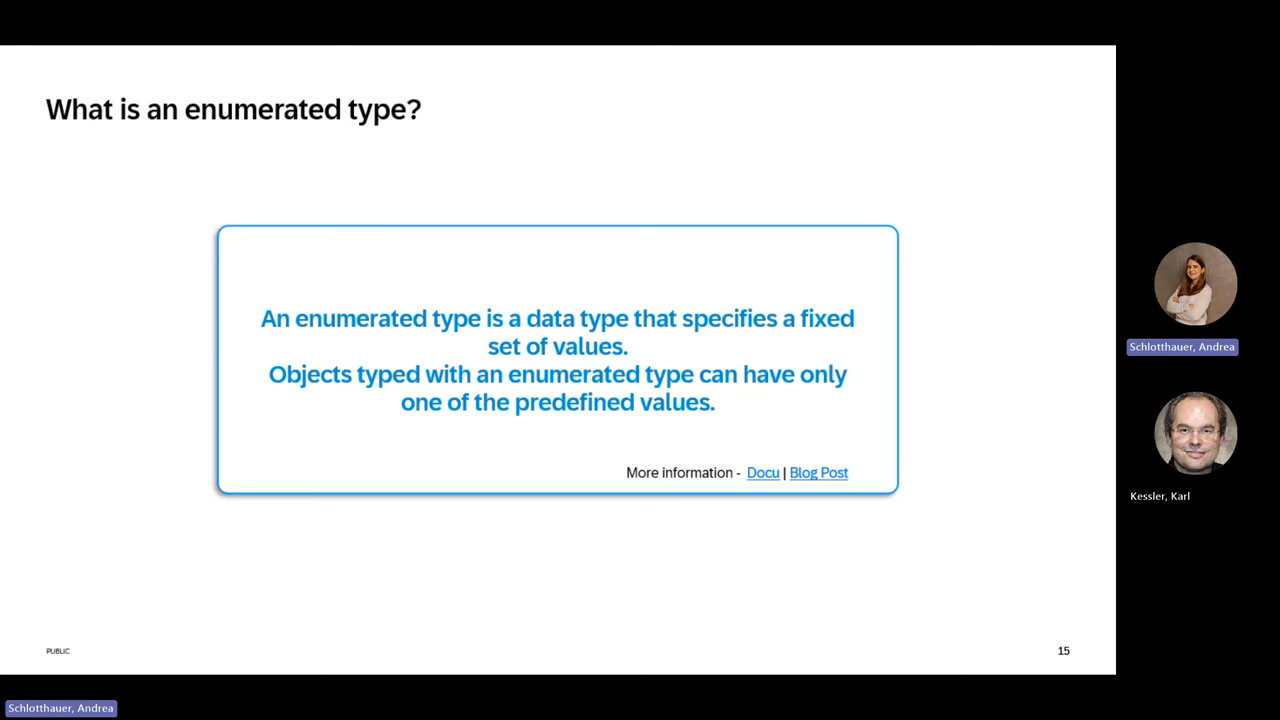 What is an enumerated type?
An enumerated type is a data type that specifies a fixed
set of values.
Objects typed with an enumerated type can have only
one of the predefined values.
More information - Docu | Blog Post
Schlotthauer, Andrea
Kessler, Karl
PUBLIC
15
Schlotthauer, Andrea